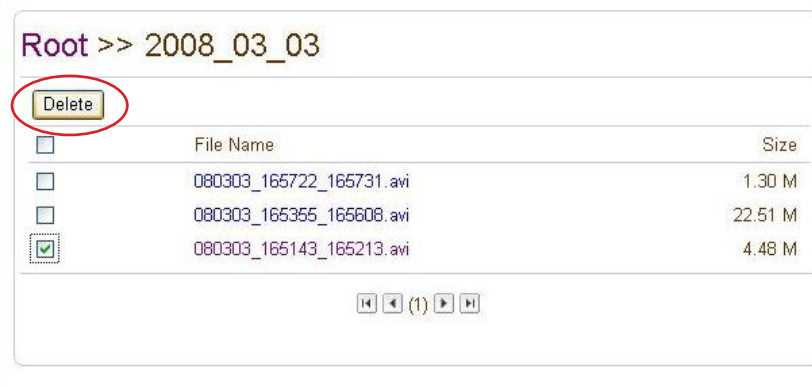 Root >> 2008_03_03
Delete
File Name Size
080303_165722_165731.avi 1.30 M
080303_165355_165608.avi 22.51 M
080303_165143_165213.avi 4.48 M
(1)